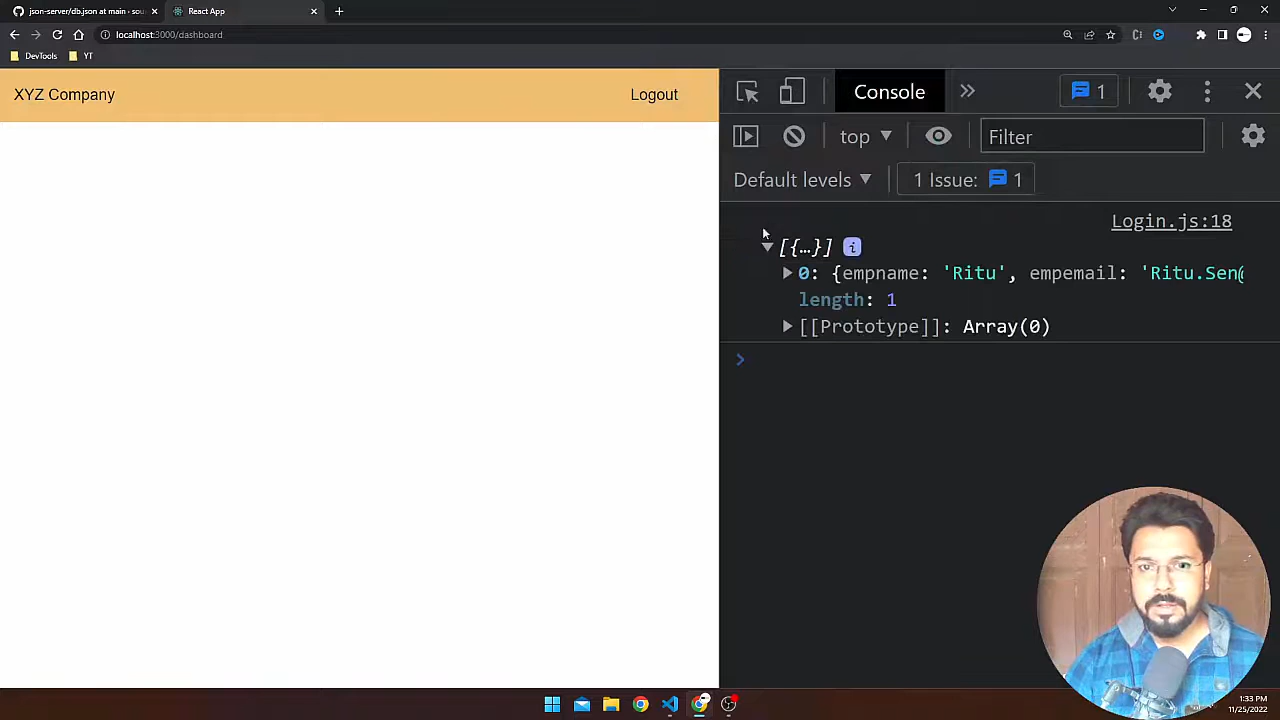 json-server/db.json at main · sou
React App
localhost:3000/dashboard
DevTools
YT
XYZ Company
Logout
Console
1
top
Filter
Default levels
1 Issue:
1
Login.js:18
[{…}] i
0: {empname: 'Ritu', empemail: 'Ritu.Sen@
length: 1
[[Prototype]]: Array(0)
1:33 PM
11/25/2022